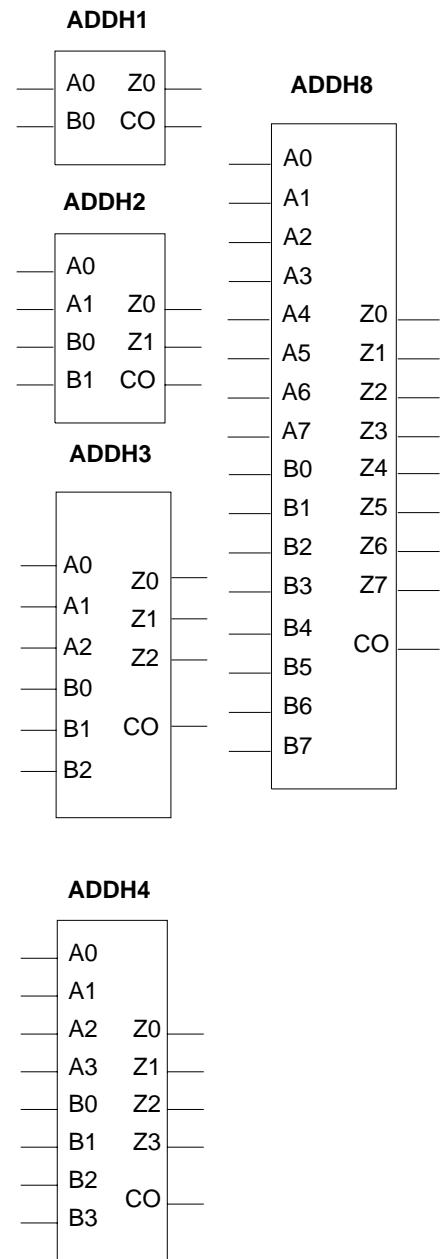 ADDH1
A0 Z0
B0 CO
ADDH2
A0
A1 Z0
B0 Z1
B1 CO
ADDH3
A0 Z0
A1 Z1
A2 Z2
B0
B1 CO
B2
ADDH4
A0
A1
A2 Z0
A3 Z1
B0 Z2
B1 Z3
B2
CO
B3
ADDH8
A0
A1
A2
A3
A4 Z0
A5 Z1
A6 Z2
A7 Z3
B0 Z4
B1 Z5
B2 Z6
B3 Z7
B4
CO
B5
B6
B7